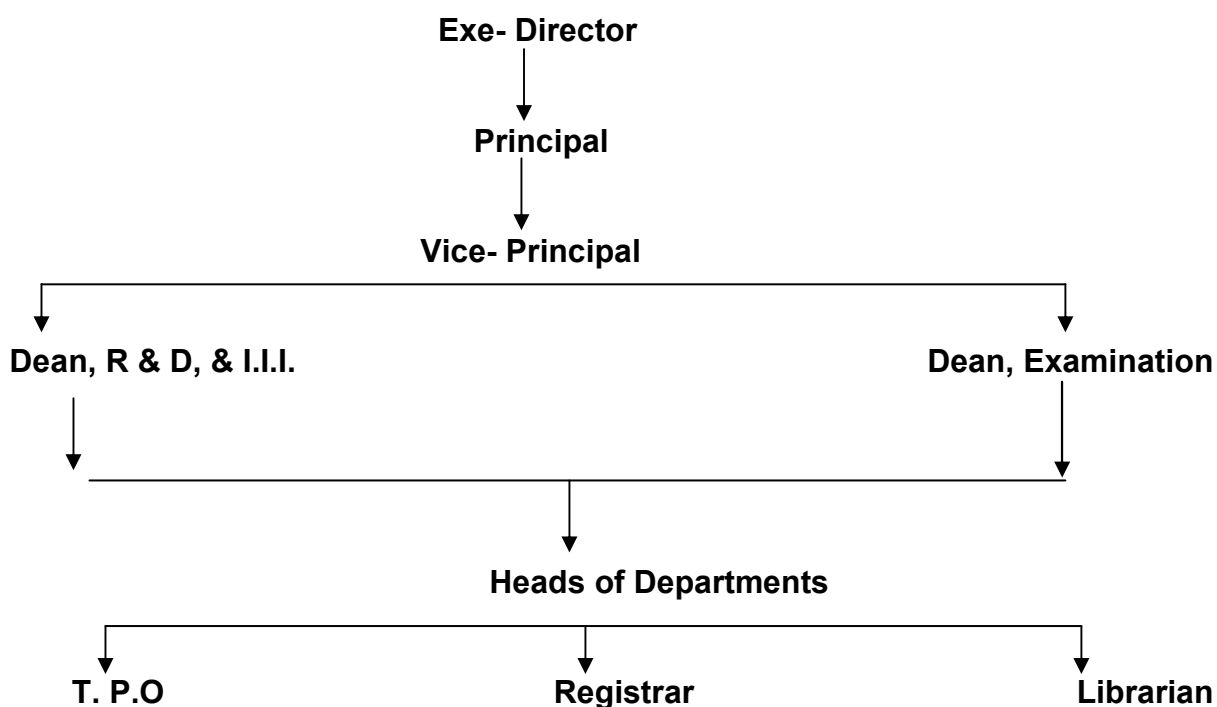 Exe- Director
Principal
Vice- Principal
Dean, R & D, & I.I.I.
Dean, Examination
Heads of Departments
T. P.O
Registrar
Librarian